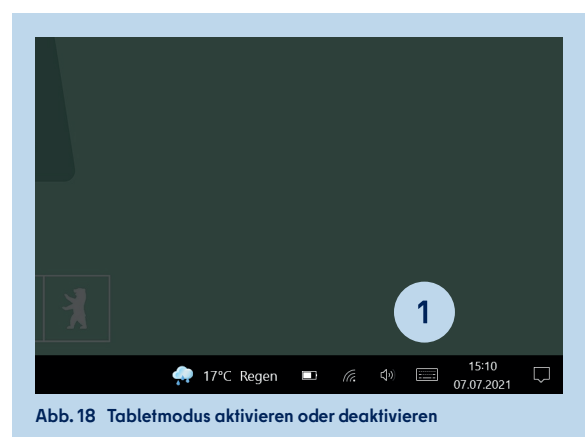 1
17°C Regen
15:10
07.07.2021
Abb. 18 Tabletmodus aktivieren oder deaktivieren